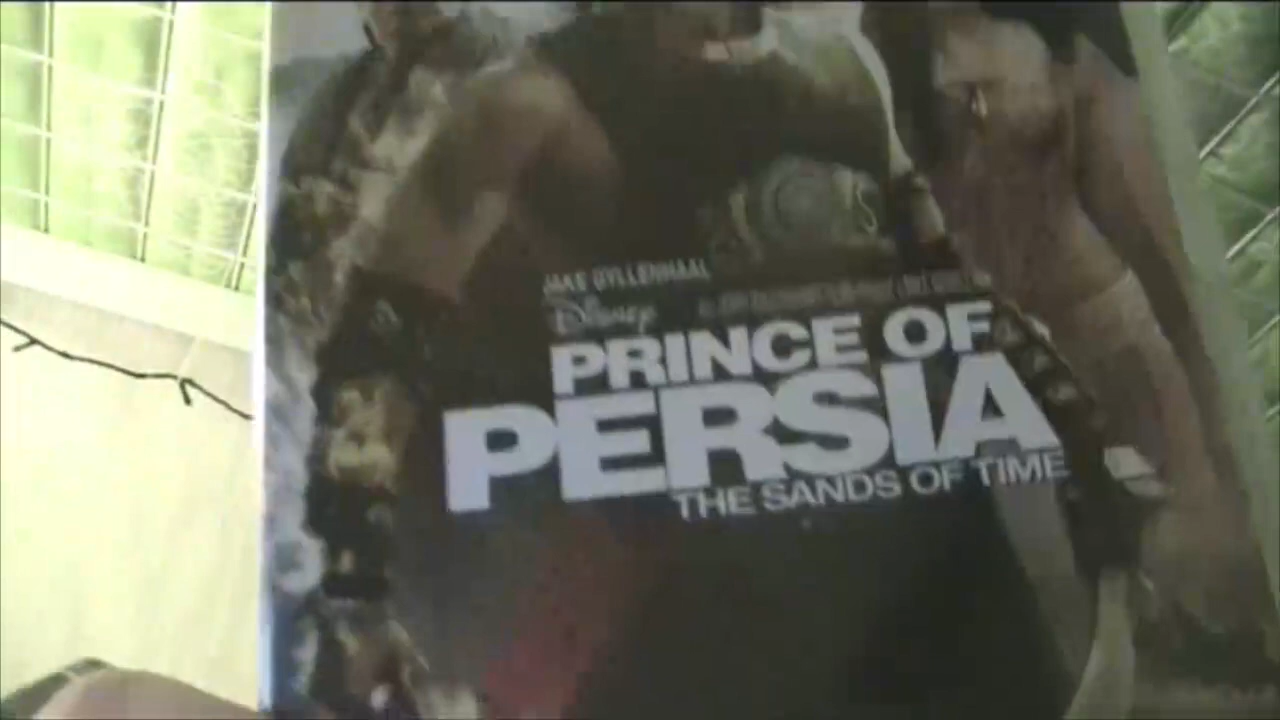 JAKE GYLLENHAAL
Disney
PRINCE OF
PERSIA
THE SANDS OF TIME